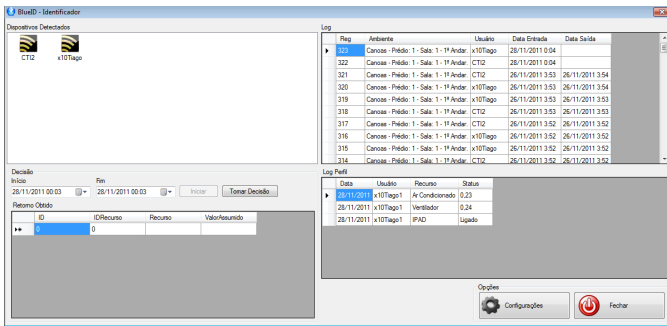 BlueID - Identificador
Dispositivos Detectados
CTI2 x10Tiago
Log
Reg Ambiente Usuário Data Entrada Data Saída
323 Canoas - Prédio: 1 - Sala: 1 - 1º Andar. x10Tiago 28/11/2011 0:04
322 Canoas - Prédio: 1 - Sala: 1 - 1º Andar. CTI2 28/11/2011 0:04
321 Canoas - Prédio: 1 - Sala: 1 - 1º Andar. CTI2 26/11/2011 3:53 26/11/2011 3:54
320 Canoas - Prédio: 1 - Sala: 1 - 1º Andar. x10Tiago 26/11/2011 3:53 26/11/2011 3:54
319 Canoas - Prédio: 1 - Sala: 1 - 1º Andar. x10Tiago 26/11/2011 3:53 26/11/2011 3:53
318 Canoas - Prédio: 1 - Sala: 1 - 1º Andar. CTI2 26/11/2011 3:53 26/11/2011 3:53
317 Canoas - Prédio: 1 - Sala: 1 - 1º Andar. CTI2 26/11/2011 3:52 26/11/2011 3:52
316 Canoas - Prédio: 1 - Sala: 1 - 1º Andar. x10Tiago 26/11/2011 3:52 26/11/2011 3:52
315 Canoas - Prédio: 1 - Sala: 1 - 1º Andar. x10Tiago 26/11/2011 3:52 26/11/2011 3:52
314 Canoas - Prédio: 1 - Sala: 1 - 1º Andar. CTI2 26/11/2011 3:52 26/11/2011 3:52
Decisão
Início Fim
28/11/2011 00:03 28/11/2011 00:03 Iniciar Tomar Decisão
Retorno Obtido
ID IDRecurso Recurso ValorAssumido
0 0
Log Perfil
Data Usuário Recurso Status
28/11/2011 x10Tiago1 Ar Condicionado 0,23
28/11/2011 x10Tiago1 Ventilador 0,24
28/11/2011 x10Tiago1 IPAD Ligado
Opções
Configurações Fechar